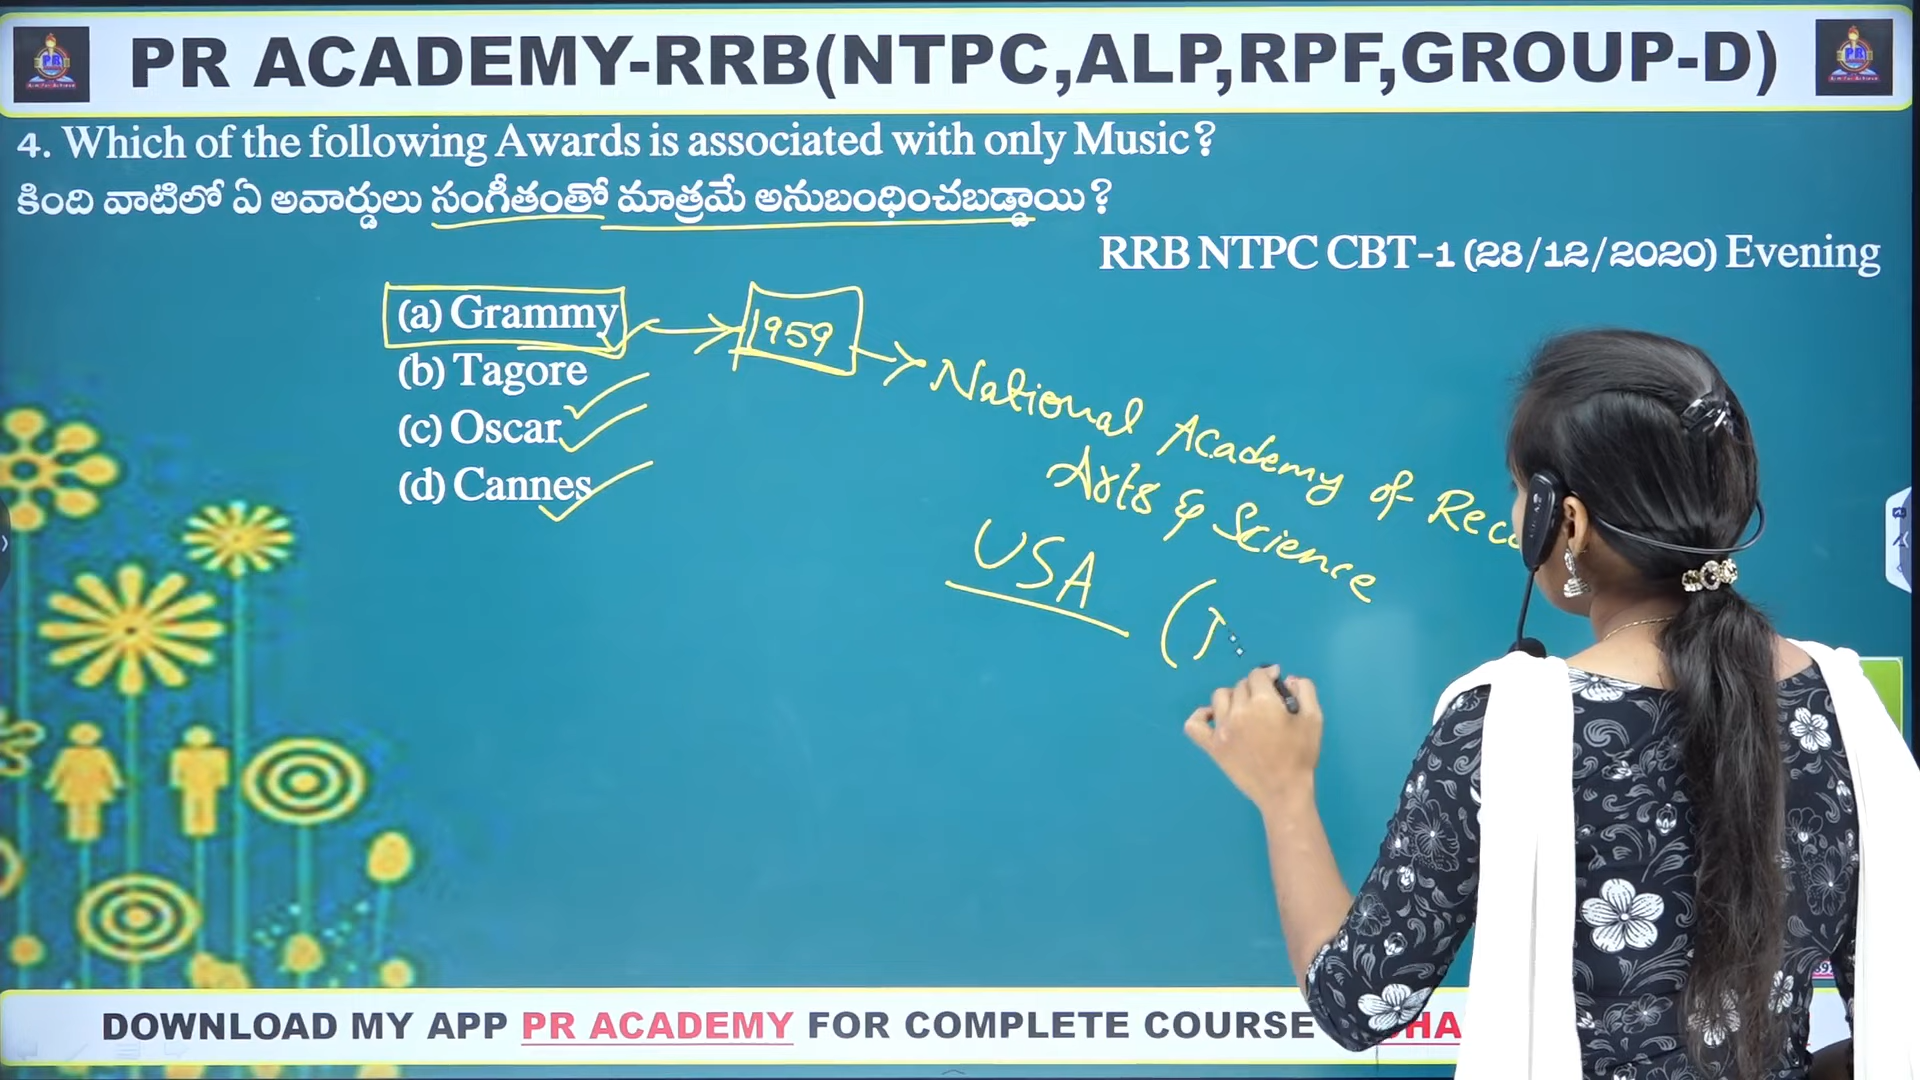 PR ACADEMY-RRB(NTPC,ALP,RPF,GROUP-D)
4. Which of the following Awards is associated with only Music?
కింది వాటిలో ఏ అవార్డులు సంగీతంతో మాత్రమే అనుబంధించబడ్డాయి?
RRB NTPC CBT-1 (28/12/2020) Evening
(a) Grammy
1959
(b) Tagore
(c) Oscar
(d) Cannes
National Academy of Reco
Arts & Science
USA (T
DOWNLOAD MY APP PR ACADEMY FOR COMPLETE COURSE